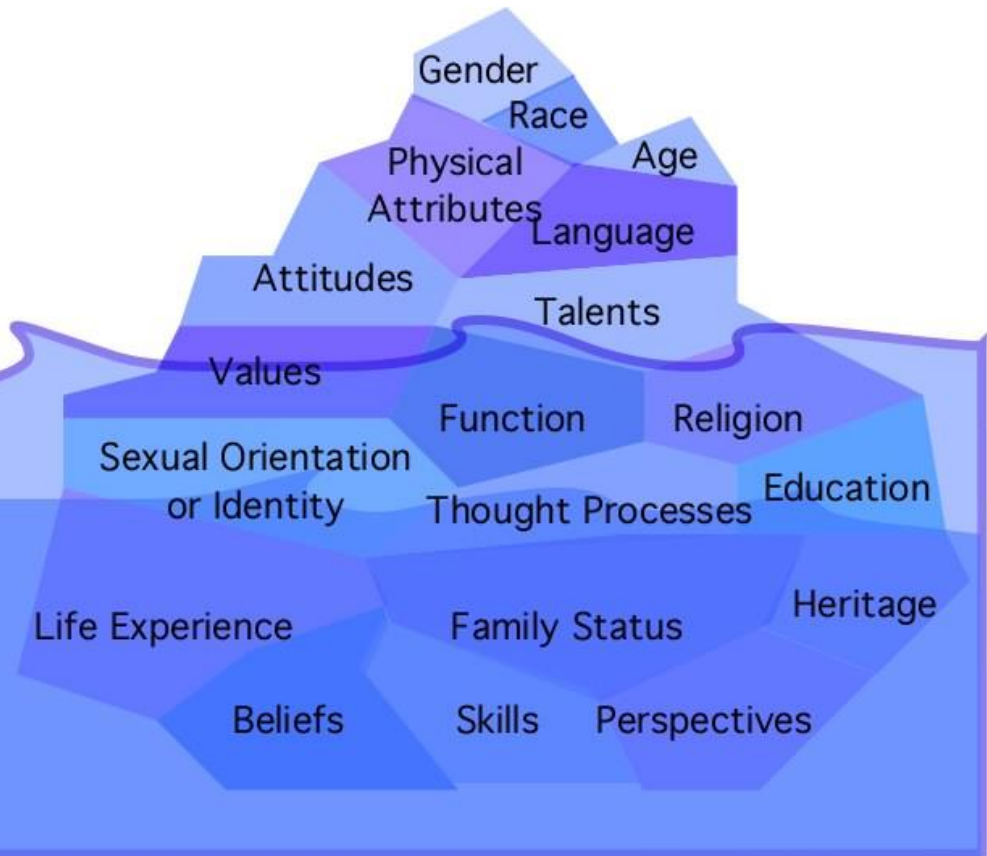 Gender
Race
Physical
Attributes
Age
Language
Attitudes
Talents
Values
Function
Religion
Sexual Orientation
or Identity
Thought Processes
Education
Life Experience
Family Status
Heritage
Beliefs
Skills
Perspectives